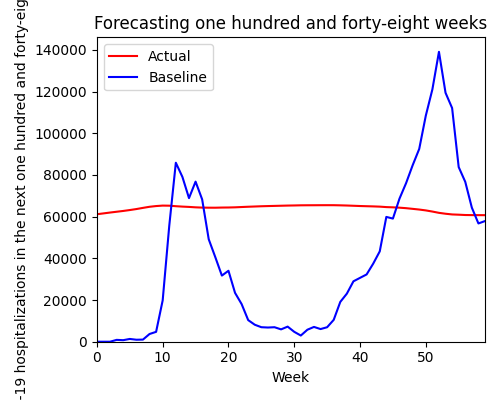 Forecasting one hundred and forty-eight weeks
-19 hospitalizations in the next one hundred and forty-eig
140000
120000
100000
80000
60000
40000
20000
0
Actual
Baseline
0 10 20 30 40 50
Week